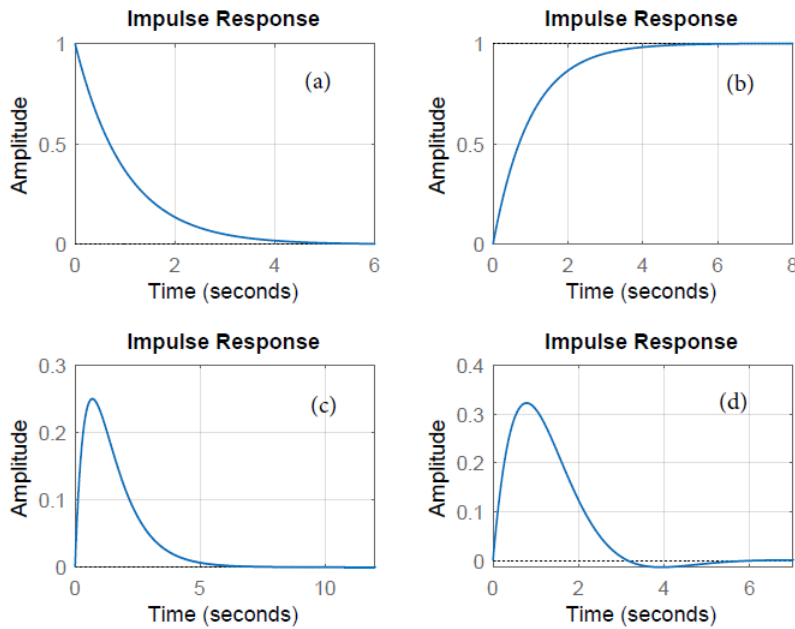 Impulse Response
1
0.5
0
Amplitude
(a)
0 2 4 6
Time (seconds)
Impulse Response
1
0.5
0
Amplitude
(b)
0 2 4 6 8
Time (seconds)
Impulse Response
0.3
0.2
0.1
0
Amplitude
(c)
0 5 10
Time (seconds)
Impulse Response
0.4
0.3
0.2
0.1
0
Amplitude
(d)
0 2 4 6
Time (seconds)